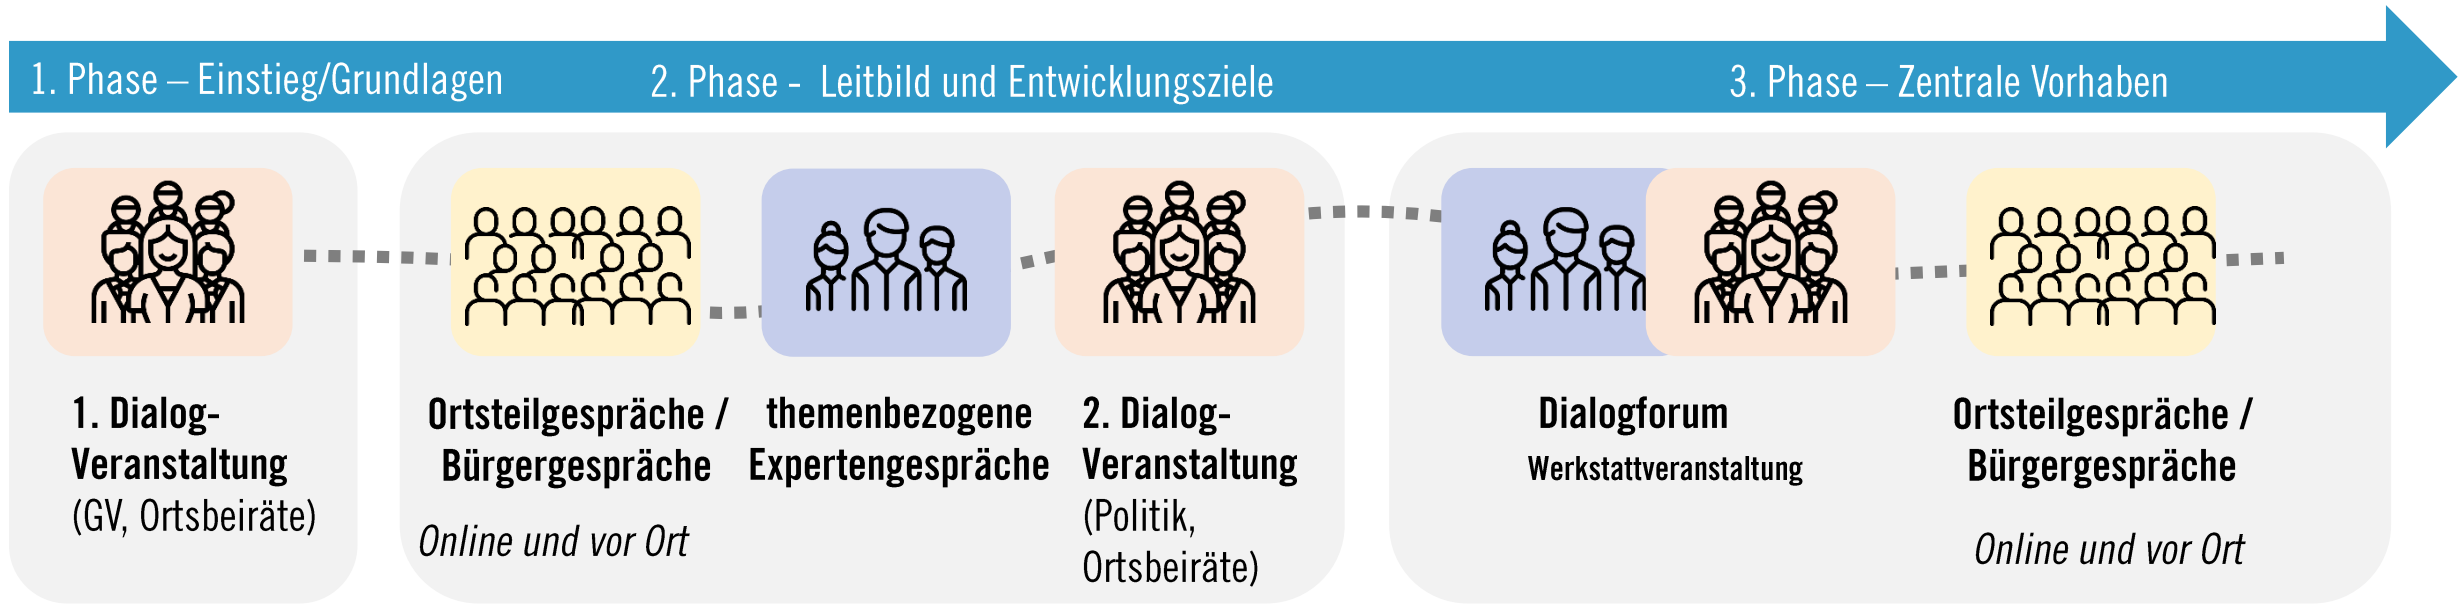 1. Phase – Einstieg/Grundlagen
2. Phase - Leitbild und Entwicklungsziele
3. Phase – Zentrale Vorhaben
1. Dialog-
Veranstaltung
(GV, Ortsbeiräte)
Ortsteilgespräche /
Bürgergespräche
Online und vor Ort
themenbezogene
Expertengespräche
2. Dialog-
Veranstaltung
(Politik,
Ortsbeiräte)
Dialogforum
Werkstattveranstaltung
Ortsteilgespräche /
Bürgergespräche
Online und vor Ort